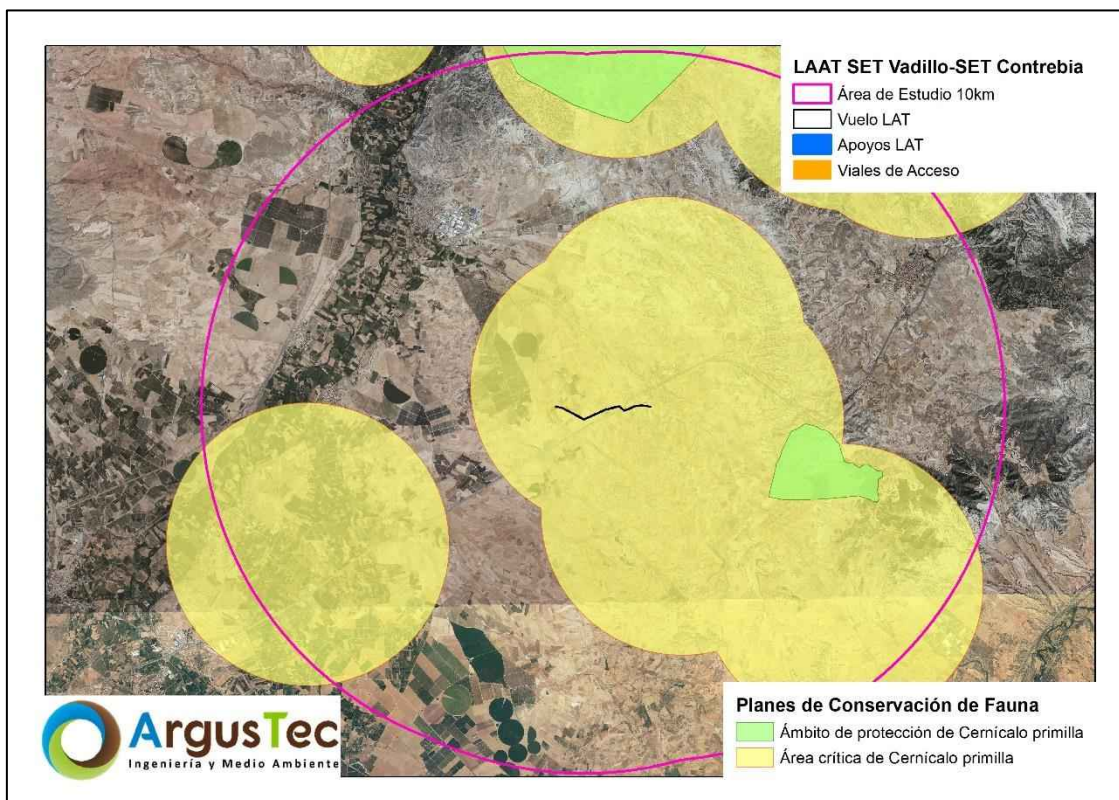 LAAT SET Vadillo-SET Contrebia
Área de Estudio 10km
Vuelo LAT
Apoyos LAT
Viales de Acceso
ArgusTec
Ingeniería y Medio Ambiente
Planes de Conservación de Fauna
Ámbito de protección de Cernícalo primilla
Área crítica de Cernícalo primilla